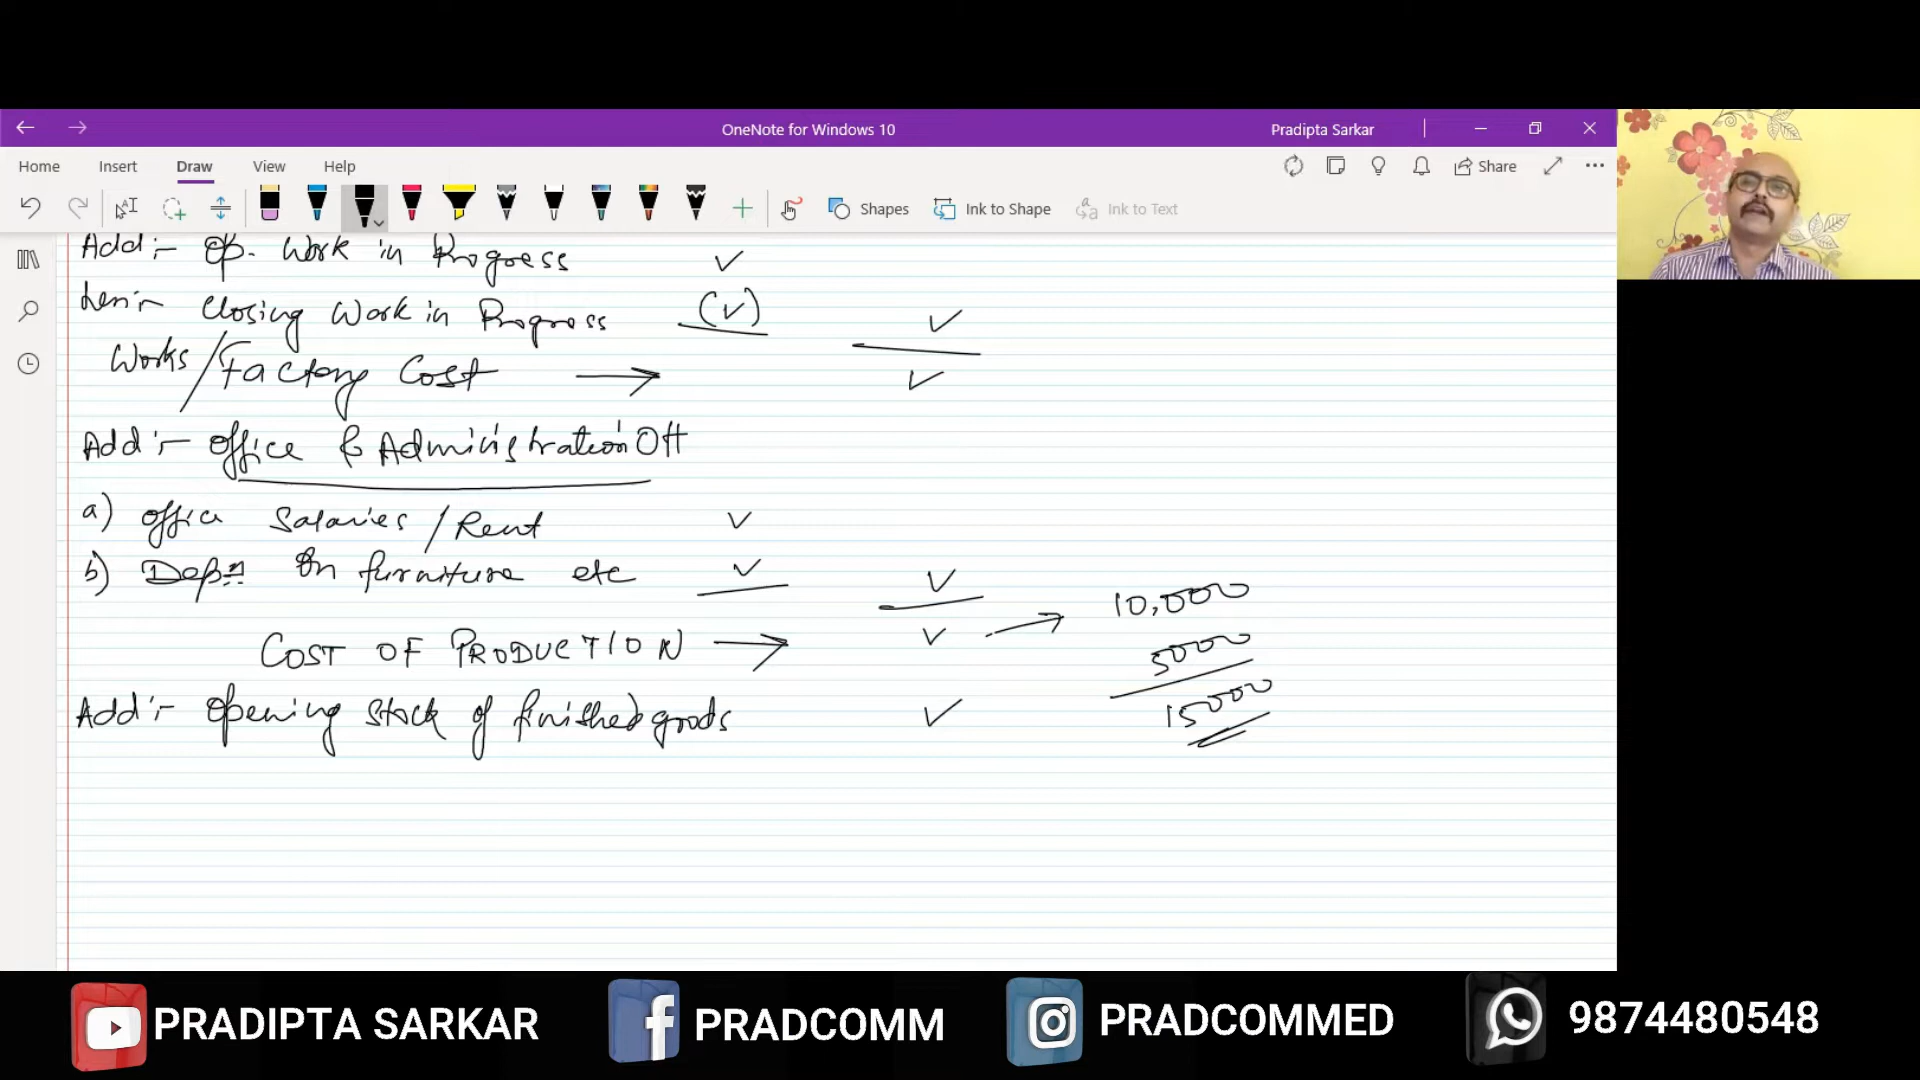 OneNote for Windows 10
Pradipta Sarkar
Home Insert Draw View Help
Share
Shapes Ink to Shape Ink to Text
Add:- Op. Work in Progress ✓
Less:- Closing Work in Progress (✓) ✓
Works/Factory Cost → ✓
Add:- Office & Administration OH
a) Office Salaries/Rent ✓
b) Depn On furniture etc ✓ ✓
COST OF PRODUCTION → ✓ → 10,000
5000
Add:- Opening Stock of finished goods ✓ 15000
PRADIPTA SARKAR PRADCOMM PRADCOMMED 9874480548